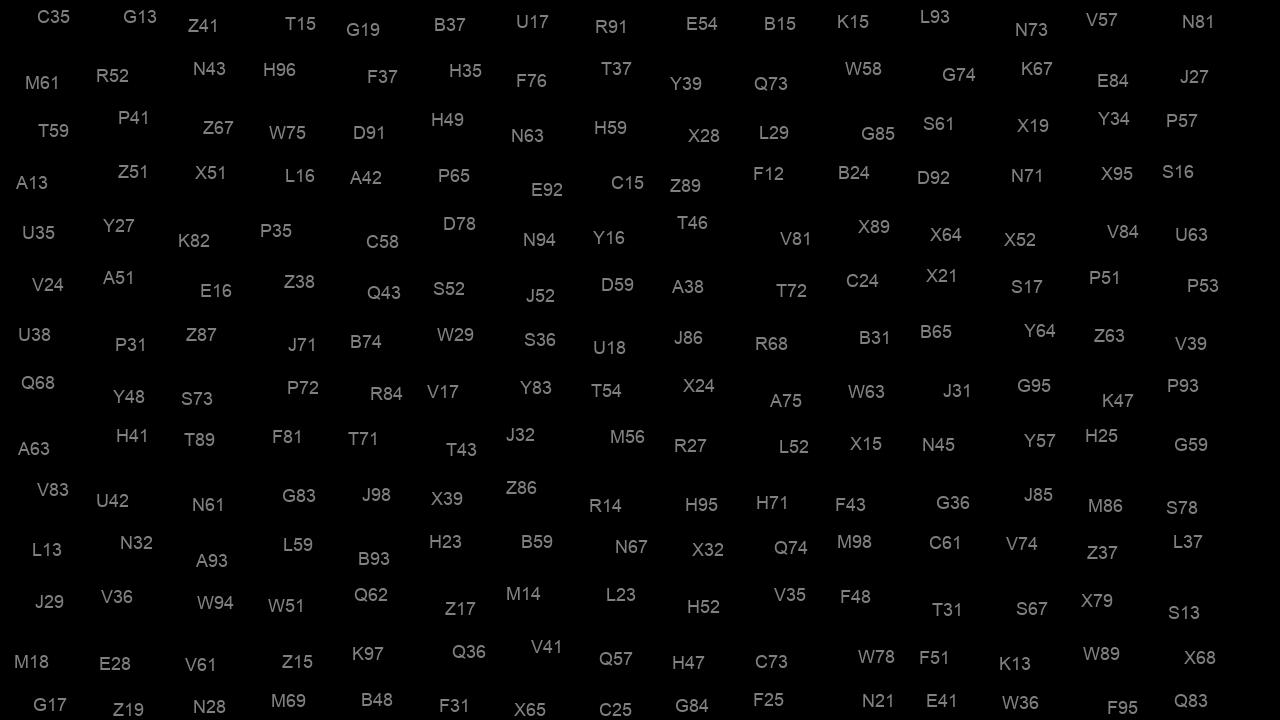 C35 G13 Z41 T15 G19 B37 U17 R91 E54 B15 K15 L93 N73 V57 N81
M61 R52 N43 H96 F37 H35 F76 T37 Y39 Q73 W58 G74 K67 E84 J27
T59 P41 Z67 W75 D91 H49 N63 H59 X28 L29 G85 S61 X19 Y34 P57
A13 Z51 X51 L16 A42 P65 E92 C15 Z89 F12 B24 D92 N71 X95 S16
U35 Y27 K82 P35 C58 D78 N94 Y16 T46 V81 X89 X64 X52 V84 U63
V24 A51 E16 Z38 Q43 S52 J52 D59 A38 T72 C24 X21 S17 P51 P53
U38 P31 Z87 J71 B74 W29 S36 U18 J86 R68 B31 B65 Y64 Z63 V39
Q68 Y48 S73 P72 R84 V17 Y83 T54 X24 A75 W63 J31 G95 K47 P93
A63 H41 T89 F81 T71 T43 J32 M56 R27 L52 X15 N45 Y57 H25 G59
V83 U42 N61 G83 J98 X39 Z86 R14 H95 H71 F43 G36 J85 M86 S78
L13 N32 A93 L59 B93 H23 B59 N67 X32 Q74 M98 C61 V74 Z37 L37
J29 V36 W94 W51 Q62 Z17 M14 L23 H52 V35 F48 T31 S67 X79 S13
M18 E28 V61 Z15 K97 Q36 V41 Q57 H47 C73 W78 F51 K13 W89 X68
G17 Z19 N28 M69 B48 F31 X65 C25 G84 F25 N21 E41 W36 F95 Q83